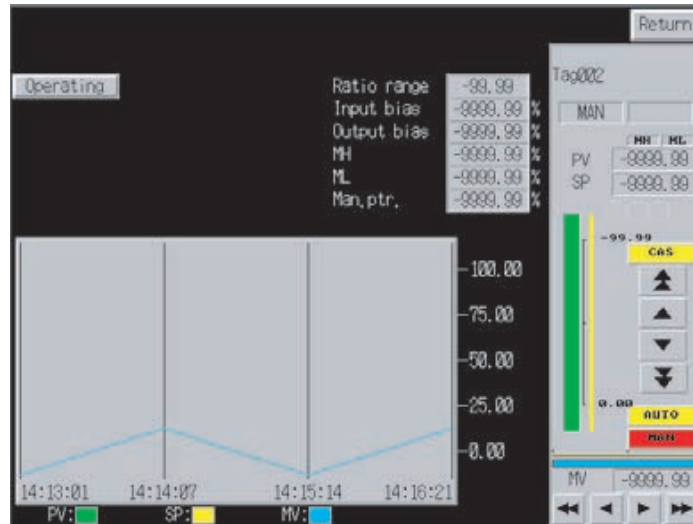 Return
Operating
Ratio range -99.99
Input bias -9999.99 %
Output bias -9999.99 %
MH -9999.99 %
ML -9999.99 %
Man.ptr. -9999.99 %
Tag002
MAN
MH ML
PV -9999.99
SP -9999.99
-99.99
CAS
0.00
AUTO
MAN
MV -9999.99
100.00
75.00
50.00
25.00
0.00
14:13:01 14:14:07 14:15:14 14:16:21
PV: SP: MV: